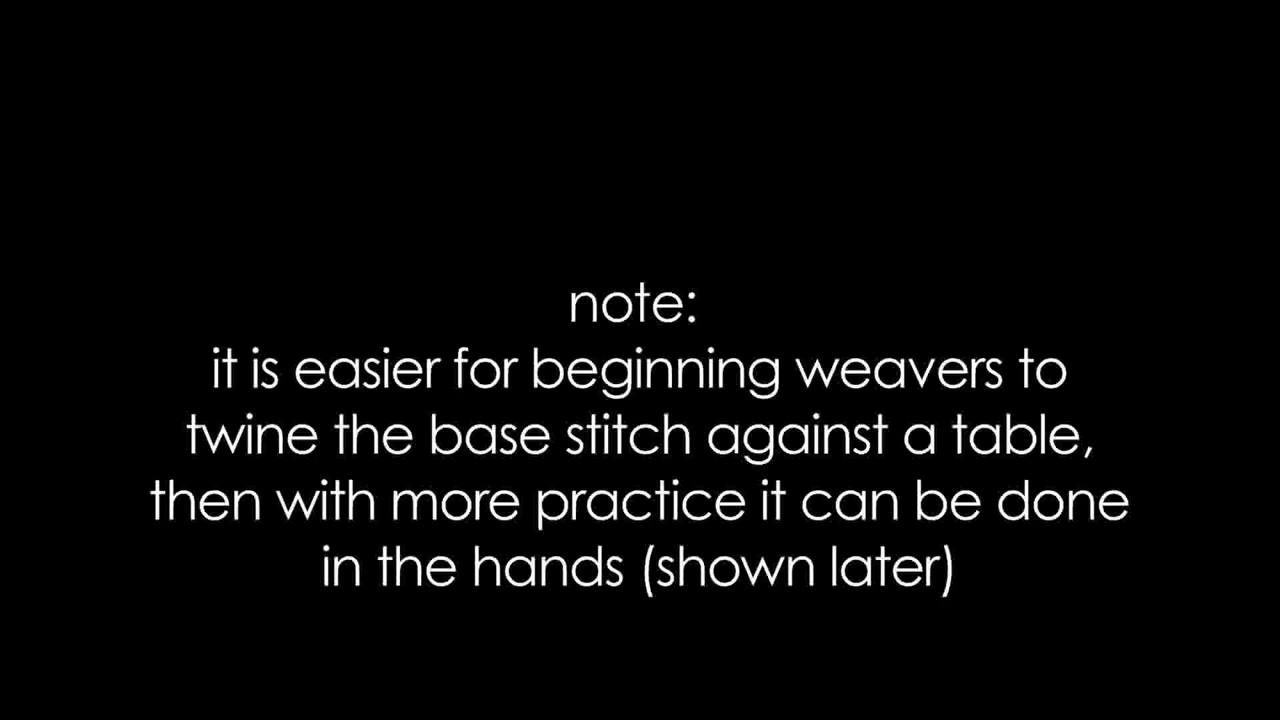 note:
it is easier for beginning weavers to
twine the base stitch against a table,
then with more practice it can be done
in the hands (shown later)